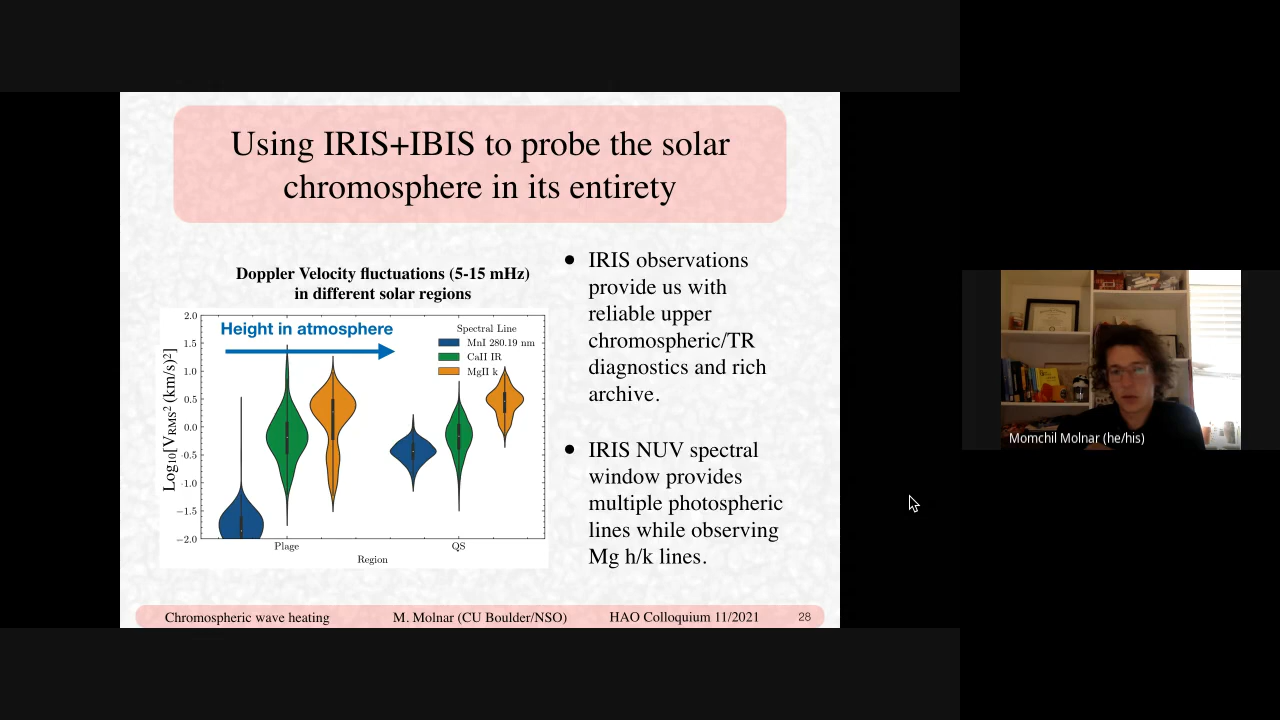 Using IRIS+IBIS to probe the solar
chromosphere in its entirety
Doppler Velocity fluctuations (5-15 mHz)
in different solar regions
Height in atmosphere
Spectral Line
MnI 280.19 nm
CaII IR
MgII k
Log10[VRMS² (km/s)²]
2.0
1.5
1.0
0.5
0.0
-0.5
-1.0
-1.5
-2.0
Plage
QS
Region
● IRIS observations
provide us with
reliable upper
chromospheric/TR
diagnostics and rich
archive.
● IRIS NUV spectral
window provides
multiple photospheric
lines while observing
Mg h/k lines.
Chromospheric wave heating
M. Molnar (CU Boulder/NSO)
HAO Colloquium 11/2021
28
Momchil Molnar (he/his)